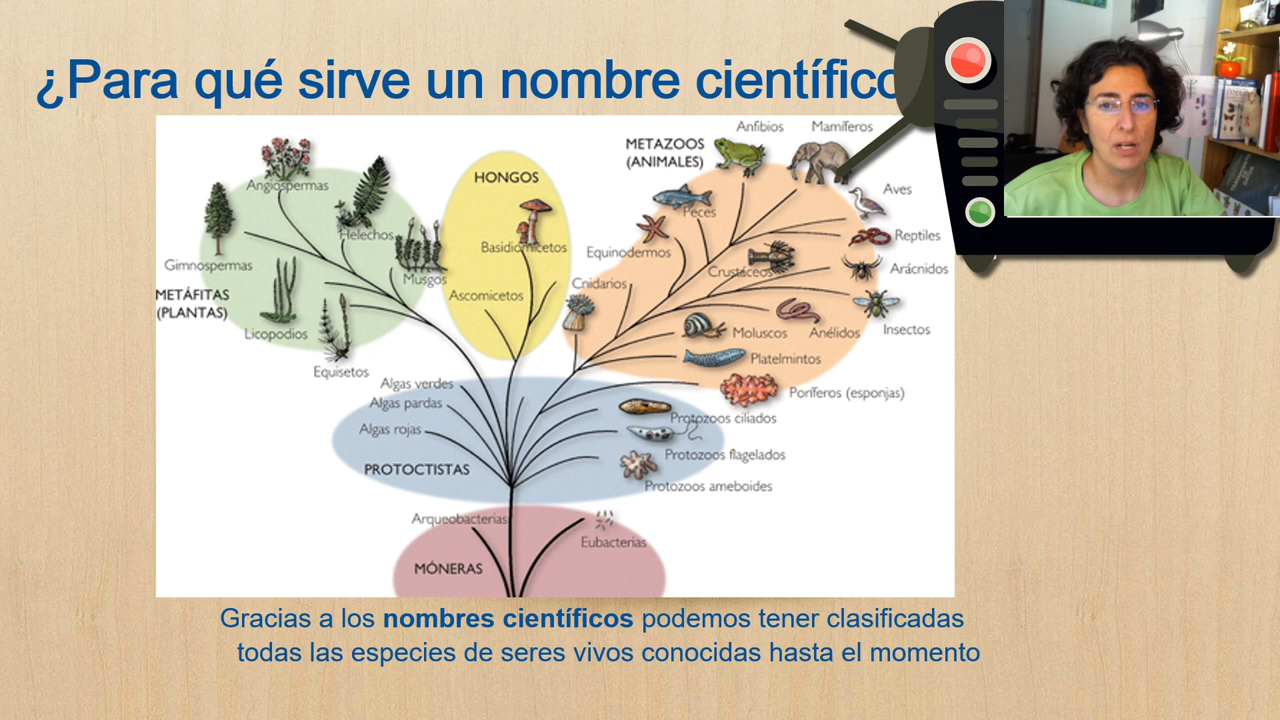 ¿Para qué sirve un nombre científico
Anfibios
Mamíferos
METAZOOS
(ANIMALES)
HONGOS
Angiospermas
Aves
Peces
Helechos
Reptiles
Basidiomicetos
Equinodermos
Gimnospermas
Musgos
Crustáceos
Arácnidos
Cnidarios
METÁFITAS
(PLANTAS)
Ascomicetos
Licopodios
Moluscos
Anélidos
Insectos
Platelmintos
Equisetos
Algas verdes
Poríferos (esponjas)
Algas pardas
Protozoos ciliados
Algas rojas
Protozoos flagelados
PROTOCTISTAS
Protozoos ameboides
Arqueobacterias
Eubacterias
MÓNERAS
Gracias a los nombres científicos podemos tener clasificadas
todas las especies de seres vivos conocidas hasta el momento